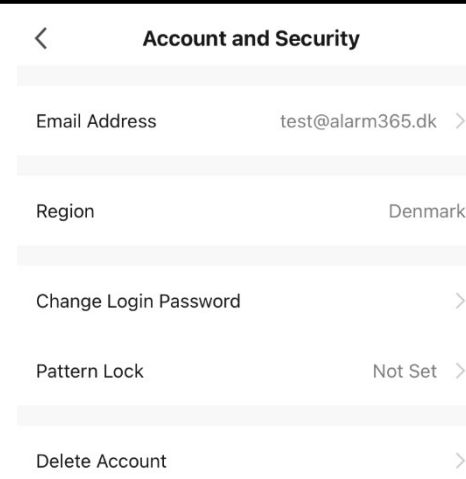 Account and Security
Email Address test@alarm365.dk
Region Denmark
Change Login Password
Pattern Lock Not Set
Delete Account